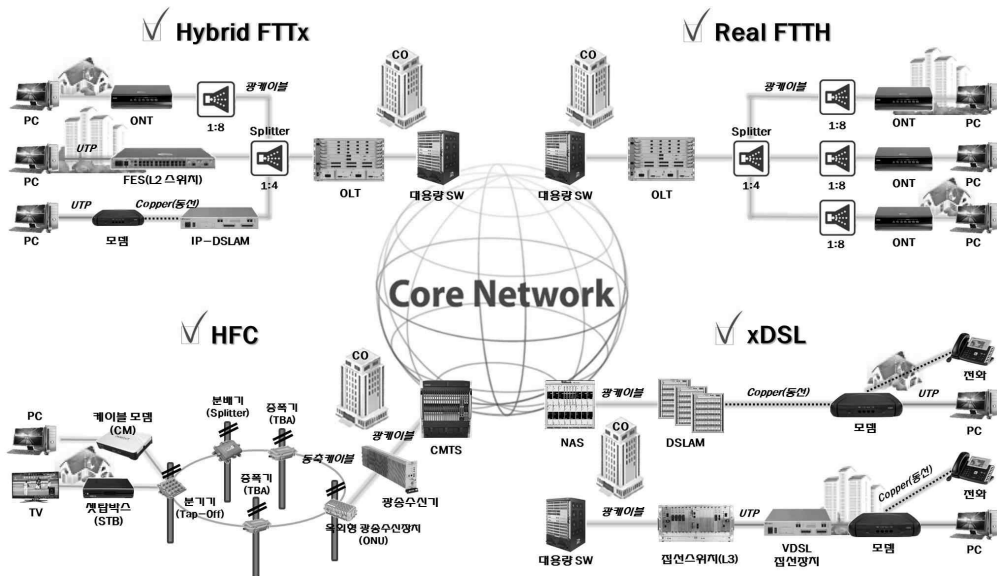 Hybrid FTTx
CO
광케이블
PC
ONT
1:8
UTP
Splitter
PC
FES(L2 스위치)
1:4
OLT
대용량 SW
UTP
Copper(동선)
PC
모뎀
IP-DSLAM
Real FTTH
CO
광케이블
1:8
ONT
PC
Splitter
대용량 SW
OLT
1:4
1:8
ONT
PC
1:8
ONT
PC
Core Network
HFC
CO
PC
케이블 모뎀
(CM)
분배기
(Splitter)
증폭기
(TBA)
광케이블
CMTS
동축케이블
TV
셋탑박스
(STB)
분기기
(Tap-Off)
증폭기
(TBA)
광송수신기
옥외형 광송수신장치
(ONU)
xDSL
전화
광케이블
Copper(동선)
UTP
NAS
DSLAM
모뎀
PC
CO
Copper(동선)
전화
광케이블
UTP
대용량 SW
집선스위치(L3)
VDSL
집선장치
모뎀
PC